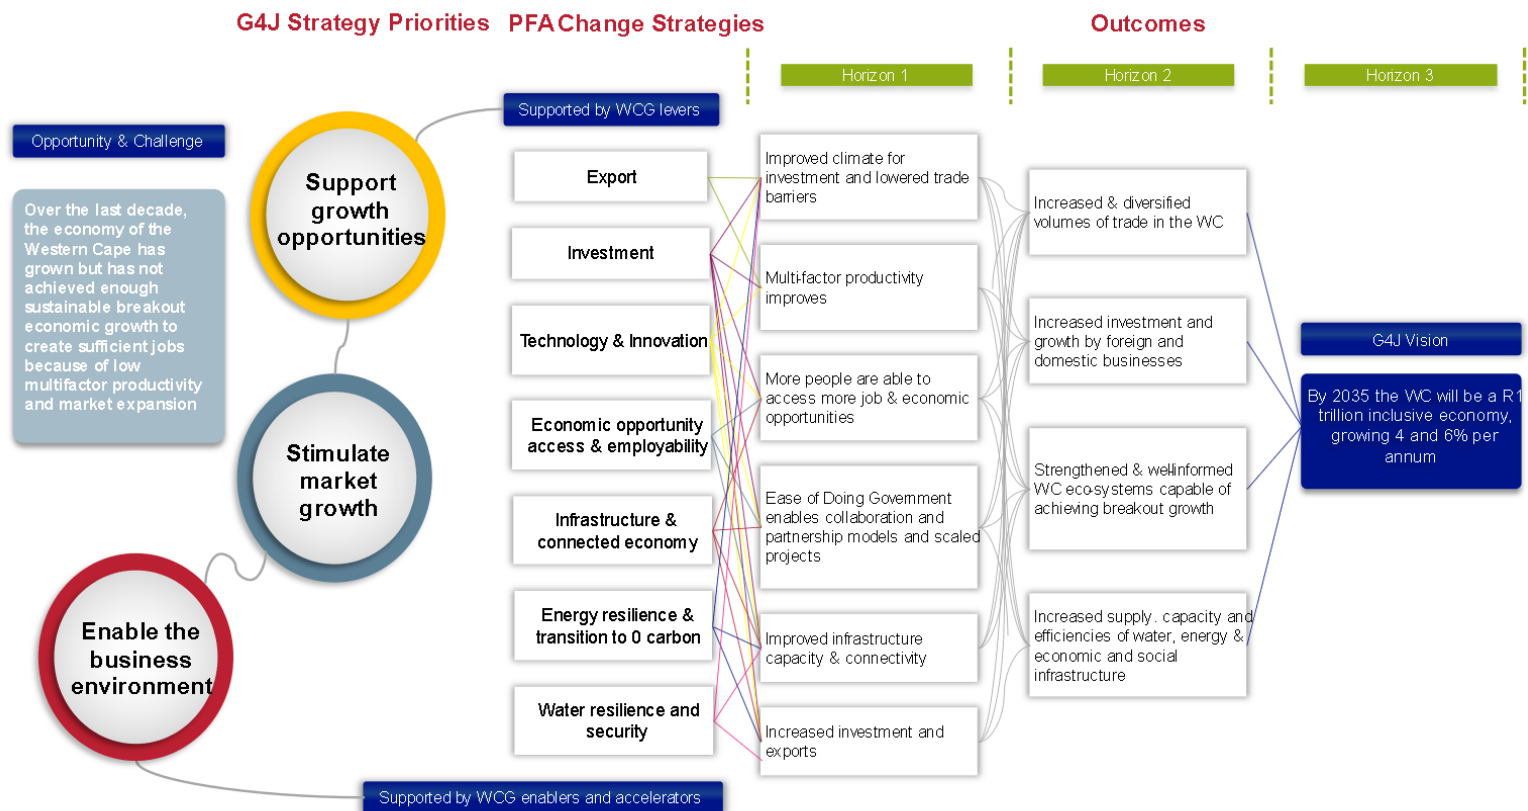 G4J Strategy Priorities
PFA Change Strategies
Outcomes
Horizon 1
Horizon 2
Horizon 3
Opportunity & Challenge
Over the last decade,
the economy of the
Western Cape has
grown but has not
achieved enough
sustainable breakout
economic growth to
create sufficient jobs
because of low
multifactor productivity
and market expansion
Support
growth
opportunities
Stimulate
market
growth
Enable the
business
environment
Supported by WCG levers
Export
Investment
Technology & Innovation
Economic opportunity
access & employability
Infrastructure &
connected economy
Energy resilience &
transition to 0 carbon
Water resilience and
security
Supported by WCG enablers and accelerators
Improved climate for
investment and lowered trade
barriers
Multi-factor productivity
improves
More people are able to
access more job & economic
opportunities
Ease of Doing Government
enables collaboration and
partnership models and scaled
projects
Improved infrastructure
capacity & connectivity
Increased investment and
exports
Increased & diversified
volumes of trade in the WC
Increased investment and
growth by foreign and
domestic businesses
Strengthened & well-informed
WC eco-systems capable of
achieving breakout growth
Increased supply. capacity and
efficiencies of water, energy &
economic and social
infrastructure
G4J Vision
By 2035 the WC will be a R1
trillion inclusive economy,
growing 4 and 6% per
annum